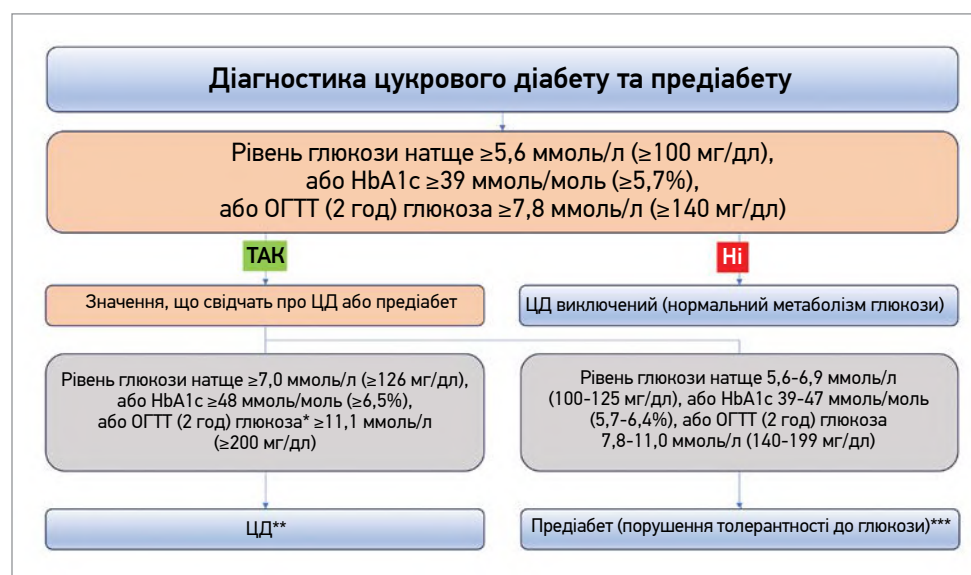 Діагностика цукрового діабету та предіабету
Рівень глюкози натще ≥5,6 ммоль/л (≥100 мг/дл),
або HbA1c ≥39 ммоль/моль (≥5,7%),
або ОГТТ (2 год) глюкоза ≥7,8 ммоль/л (≥140 мг/дл)
ТАК
Ні
Значення, що свідчать про ЦД або предіабет
ЦД виключений (нормальний метаболізм глюкози)
Рівень глюкози натще ≥7,0 ммоль/л (≥126 мг/дл),
або HbA1c ≥48 ммоль/моль (≥6,5%),
або ОГТТ (2 год) глюкоза* ≥11,1 ммоль/л
(≥200 мг/дл)
Рівень глюкози натще 5,6-6,9 ммоль/л
(100-125 мг/дл), або HbA1c 39-47 ммоль/моль
(5,7-6,4%), або ОГТТ (2 год) глюкоза
7,8-11,0 ммоль/л (140-199 мг/дл)
ЦД**
Предіабет (порушення толерантності до глюкози)***